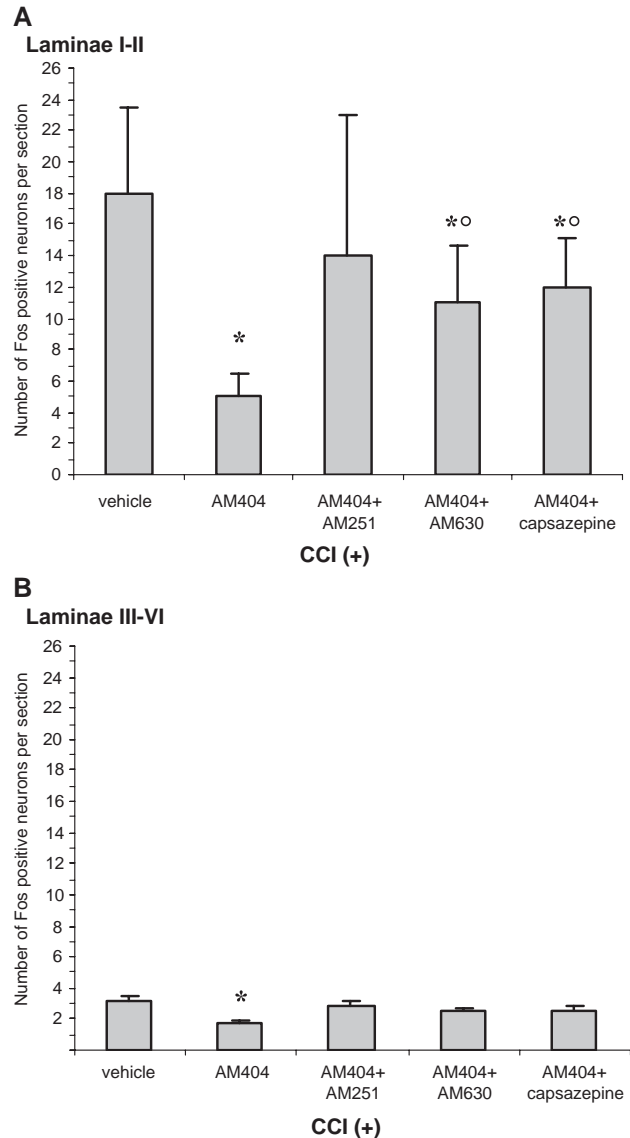 A
Laminae I-II
Number of Fos positive neurons per section
26
24
22
20
18
16
14
12
10
8
6
4
2
0
*
*○
*○
vehicle
AM404
AM404+
AM251
AM404+
AM630
AM404+
capsazepine
CCI (+)
B
Laminae III-VI
Number of Fos positive neurons per section
26
24
22
20
18
16
14
12
10
8
6
4
2
*
vehicle
AM404
AM404+
AM251
AM404+
AM630
AM404+
capsazepine
CCI (+)